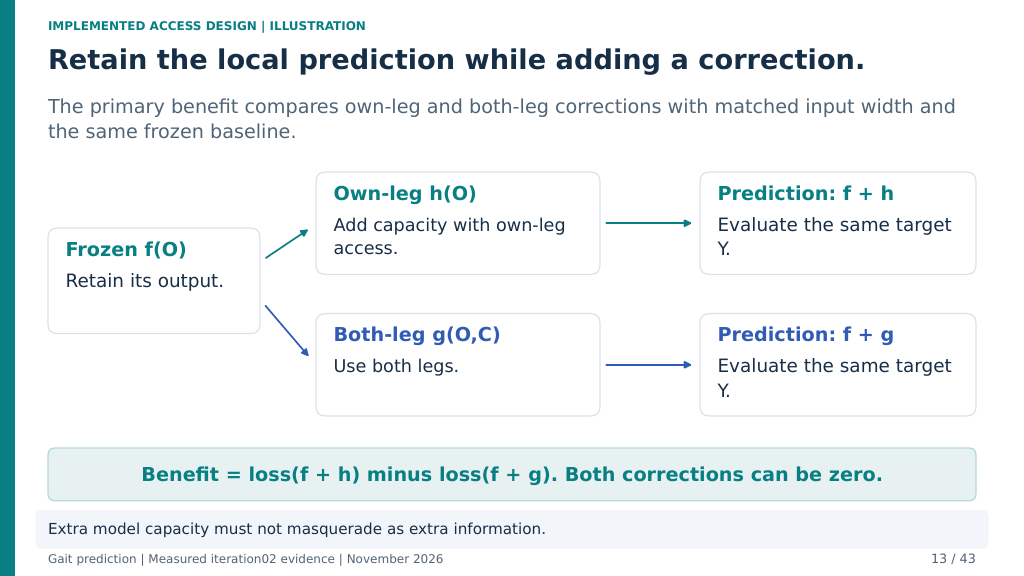 IMPLEMENTED ACCESS DESIGN | ILLUSTRATION
Retain the local prediction while adding a correction.
The primary benefit compares own-leg and both-leg corrections with matched input width and
the same frozen baseline.
Frozen f(O)
Retain its output.
Own-leg h(O)
Add capacity with own-leg
access.
Prediction: f + h
Evaluate the same target
Y.
Both-leg g(O,C)
Use both legs.
Prediction: f + g
Evaluate the same target
Y.
Benefit = loss(f + h) minus loss(f + g). Both corrections can be zero.
Extra model capacity must not masquerade as extra information.
Gait prediction | Measured iteration02 evidence | November 2026
13 / 43